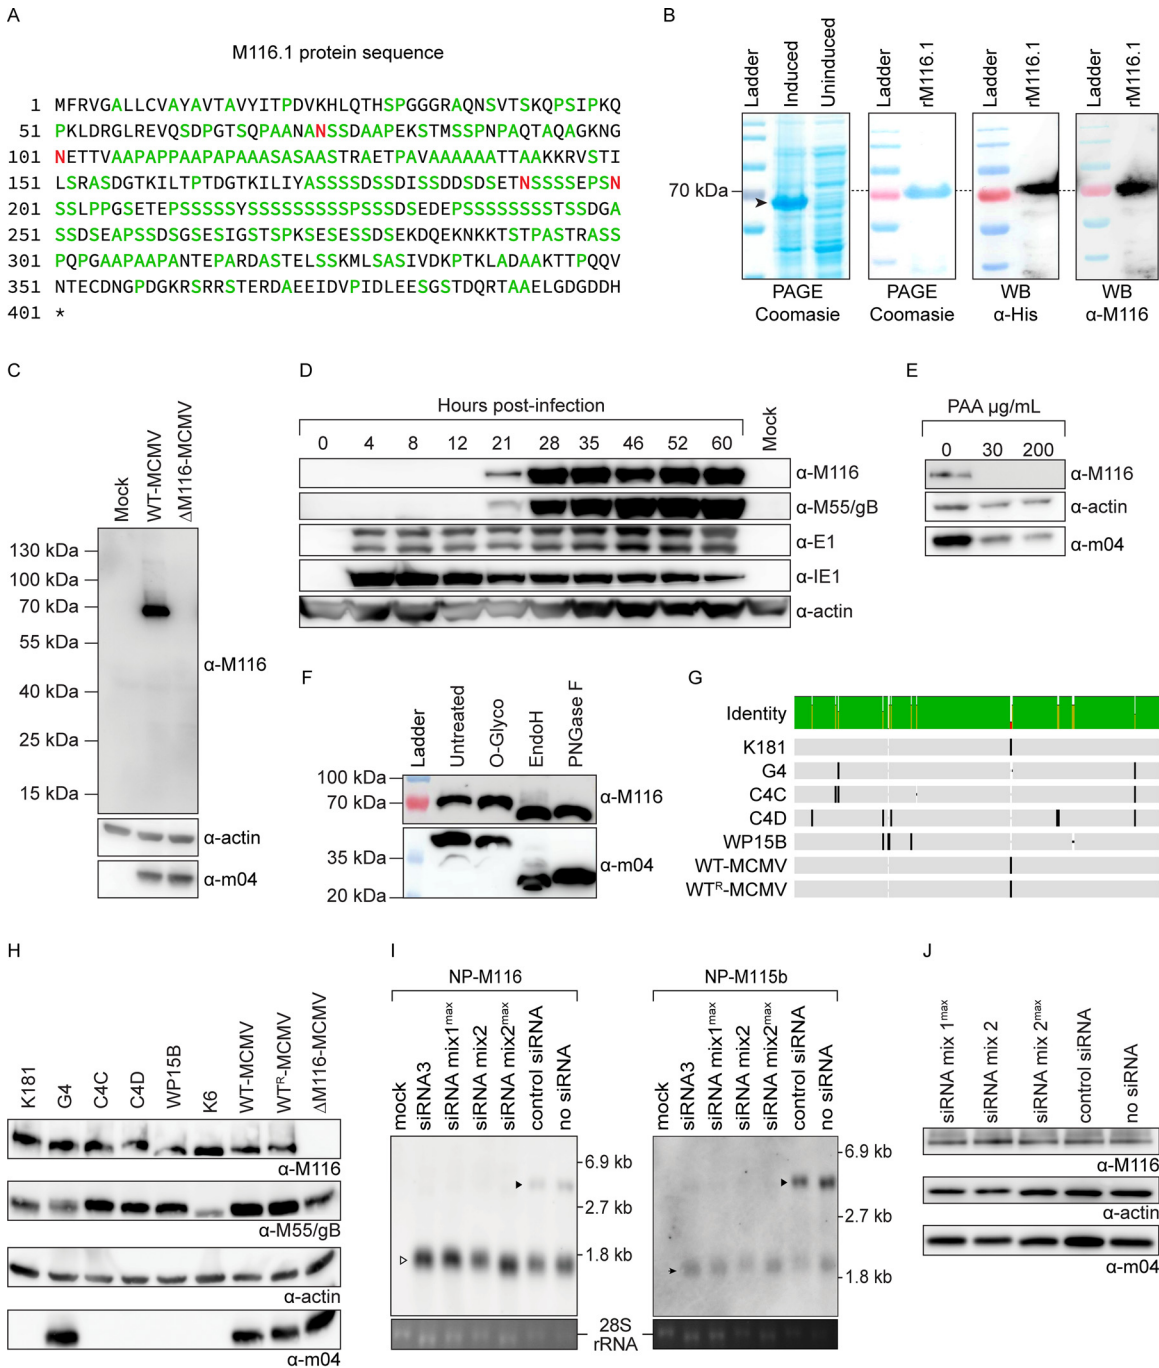 A
M116.1 protein sequence
1 MFRVGALLCVAYAVTAVYITPDVKHLQTHSPGGGRAQNSVTSKQPSIPKQ
51 PKLDRGLREVQSDPGTSQPAANANSSDAAPEKSTMSSPNPAQTAQAGKNG
101 NETTVAAPAPPAAPAPAAASASAASTRAETPAVAAAAAATTAAKKRVSTI
151 LSRASDGTKILTPTDGTKILIYASSSSDSSDISSDDSDSETNSSSSEPSN
201 SSLPPGSETEPSSSSSYSSSSSSSSSPSSSDSEDEPSSSSSSSSTSSDGA
251 SSDSEAPSSDSGSESIGSTSPKSESESSDSEKDQEKNKKTSTPASTRASS
301 PQPGAAPAAPANTEPARDASTELSSKMLSASIVDKPTKLADAAKTTPQQV
351 NTECDNGPDGKRSRRSTERDAEEIDVPIDLEESGSTDQRTAAELGDGDDH
401 *
B
Ladder
Induced
Uninduced
Ladder
rM116.1
Ladder
rM116.1
Ladder
rM116.1
70 kDa
PAGE
Coomasie
PAGE
Coomasie
WB
α-His
WB
α-M116
C
Mock
WT-MCMV
ΔM116-MCMV
130 kDa
100 kDa
70 kDa
55 kDa
40 kDa
25 kDa
15 kDa
α-M116
α-actin
α-m04
D
Hours post-infection
0 4 8 12 21 28 35 46 52 60 Mock
α-M116
α-M55/gB
α-E1
α-IE1
α-actin
E
PAA µg/mL
0 30 200
α-M116
α-actin
α-m04
F
Ladder
Untreated
O-Glyco
EndoH
PNGase F
100 kDa
70 kDa
α-M116
35 kDa
20 kDa
α-m04
G
Identity
K181
G4
C4C
C4D
WP15B
WT-MCMV
WTᴿ-MCMV
H
K181
G4
C4C
C4D
WP15B
K6
WT-MCMV
WTᴿ-MCMV
ΔM116-MCMV
α-M116
α-M55/gB
α-actin
α-m04
I
NP-M116
mock
siRNA3
siRNA mix1ᵐᵃˣ
siRNA mix2
siRNA mix2ᵐᵃˣ
control siRNA
no siRNA
6.9 kb
2.7 kb
1.8 kb
28S
rRNA
NP-M115b
mock
siRNA3
siRNA mix1ᵐᵃˣ
siRNA mix2
siRNA mix2ᵐᵃˣ
control siRNA
no siRNA
6.9 kb
2.7 kb
1.8 kb
J
siRNA mix 1ᵐᵃˣ
siRNA mix 2
siRNA mix 2ᵐᵃˣ
control siRNA
no siRNA
α-M116
α-actin
α-m04